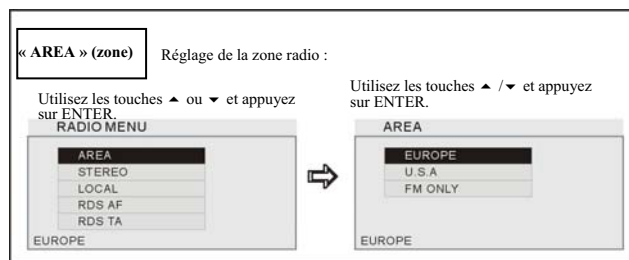 « AREA » (zone)
Réglage de la zone radio :
Utilisez les touches ▲ ou ▼ et appuyez
sur ENTER.
RADIO MENU
AREA
STEREO
LOCAL
RDS AF
RDS TA
EUROPE
Utilisez les touches ▲ /▼ et appuyez
sur ENTER.
AREA
EUROPE
U.S.A
FM ONLY
EUROPE